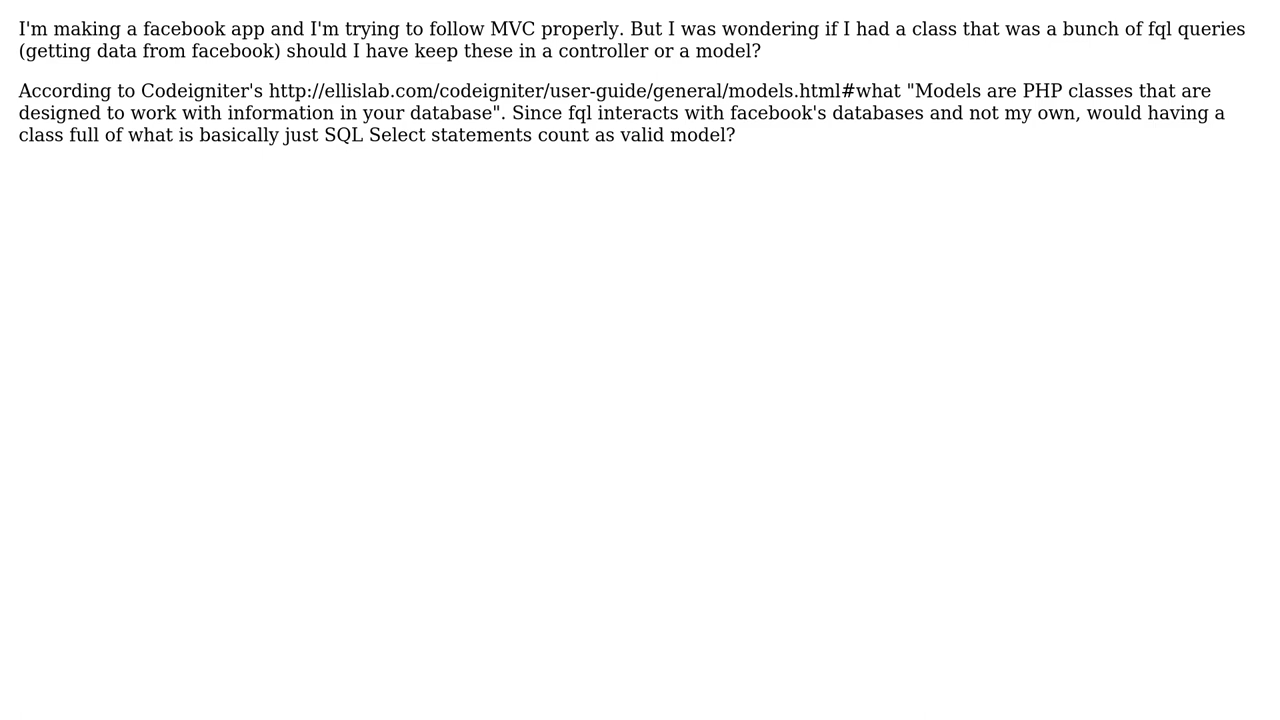 I'm making a facebook app and I'm trying to follow MVC properly. But I was wondering if I had a class that was a bunch of fql queries
(getting data from facebook) should I have keep these in a controller or a model?
According to Codeigniter's http://ellislab.com/codeigniter/user-guide/general/models.html#what "Models are PHP classes that are
designed to work with information in your database". Since fql interacts with facebook's databases and not my own, would having a
class full of what is basically just SQL Select statements count as valid model?